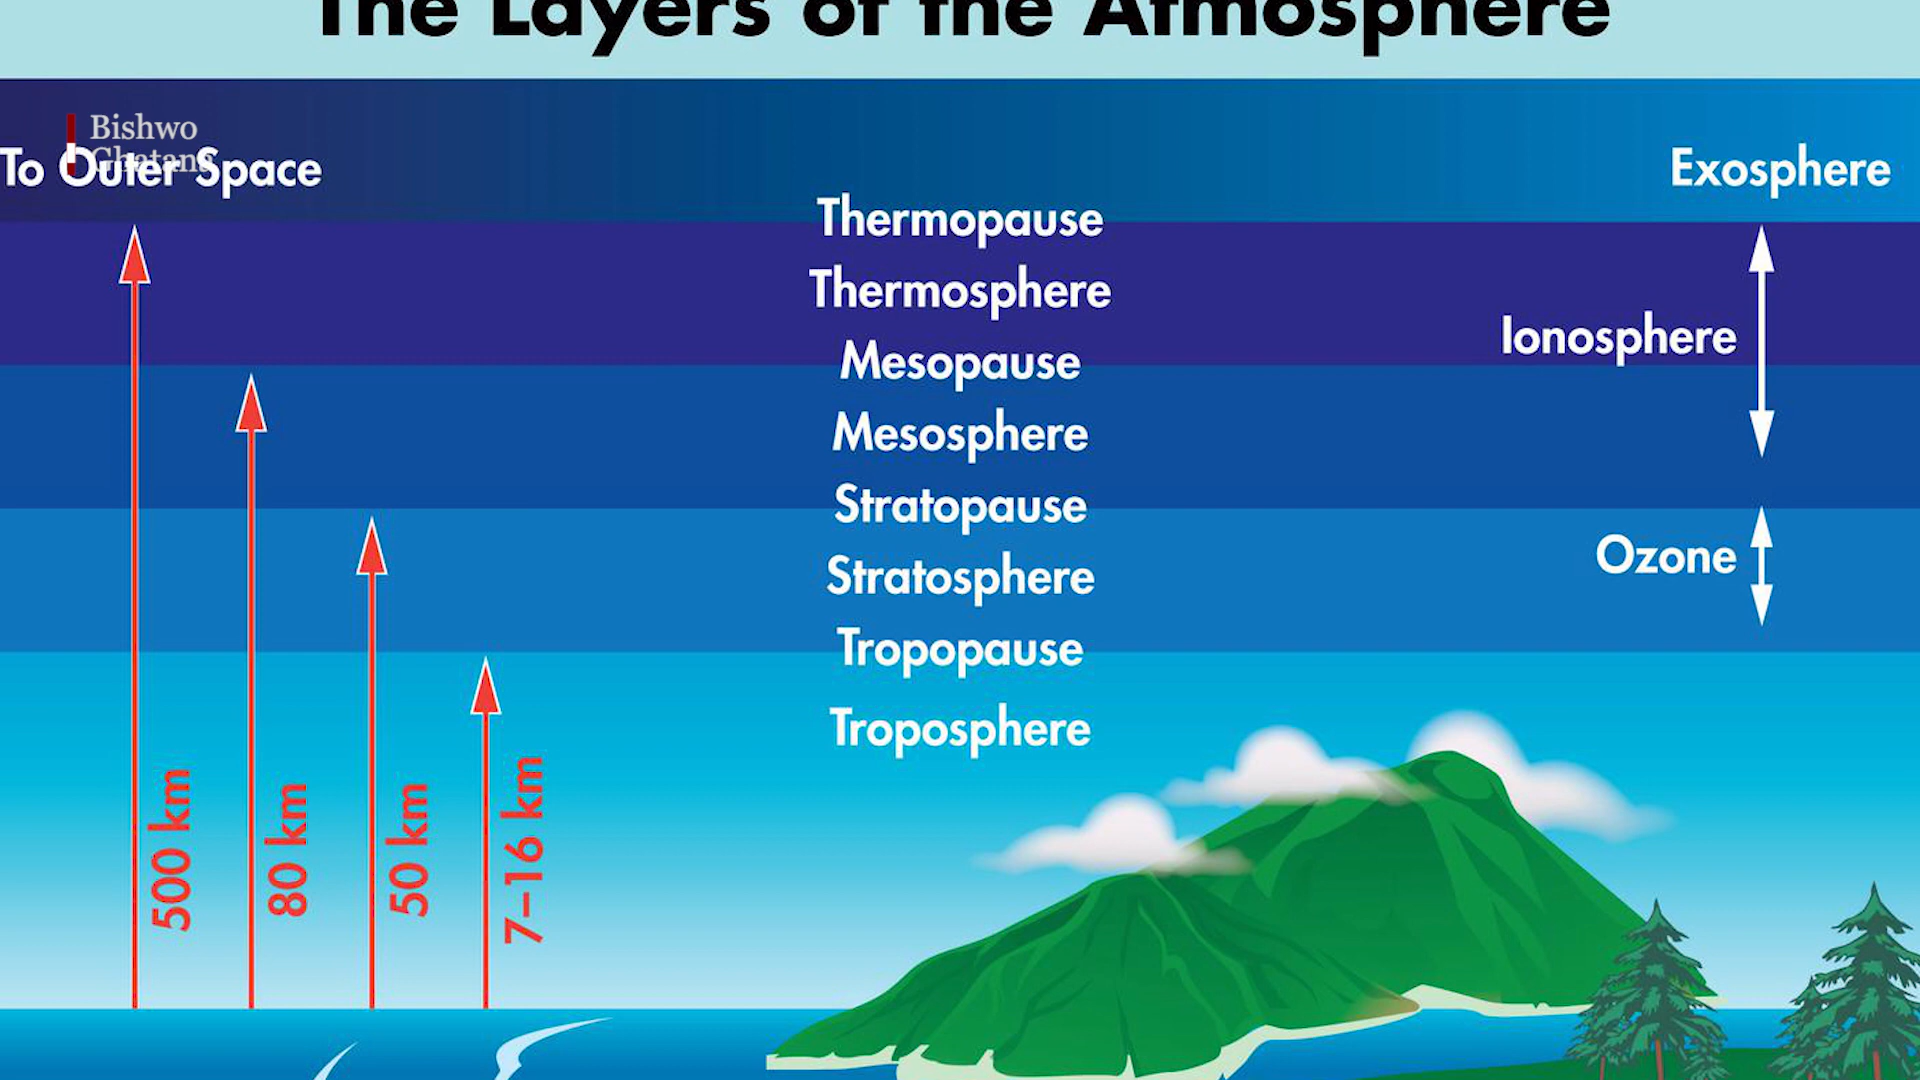 The Layers of the Atmosphere
Bishwo
Ghatana
To Outer Space
Exosphere
Thermopause
Thermosphere
Ionosphere
Mesopause
Mesosphere
Stratopause
Ozone
Stratosphere
Tropopause
Troposphere
500 km
80 km
50 km
7–16 km